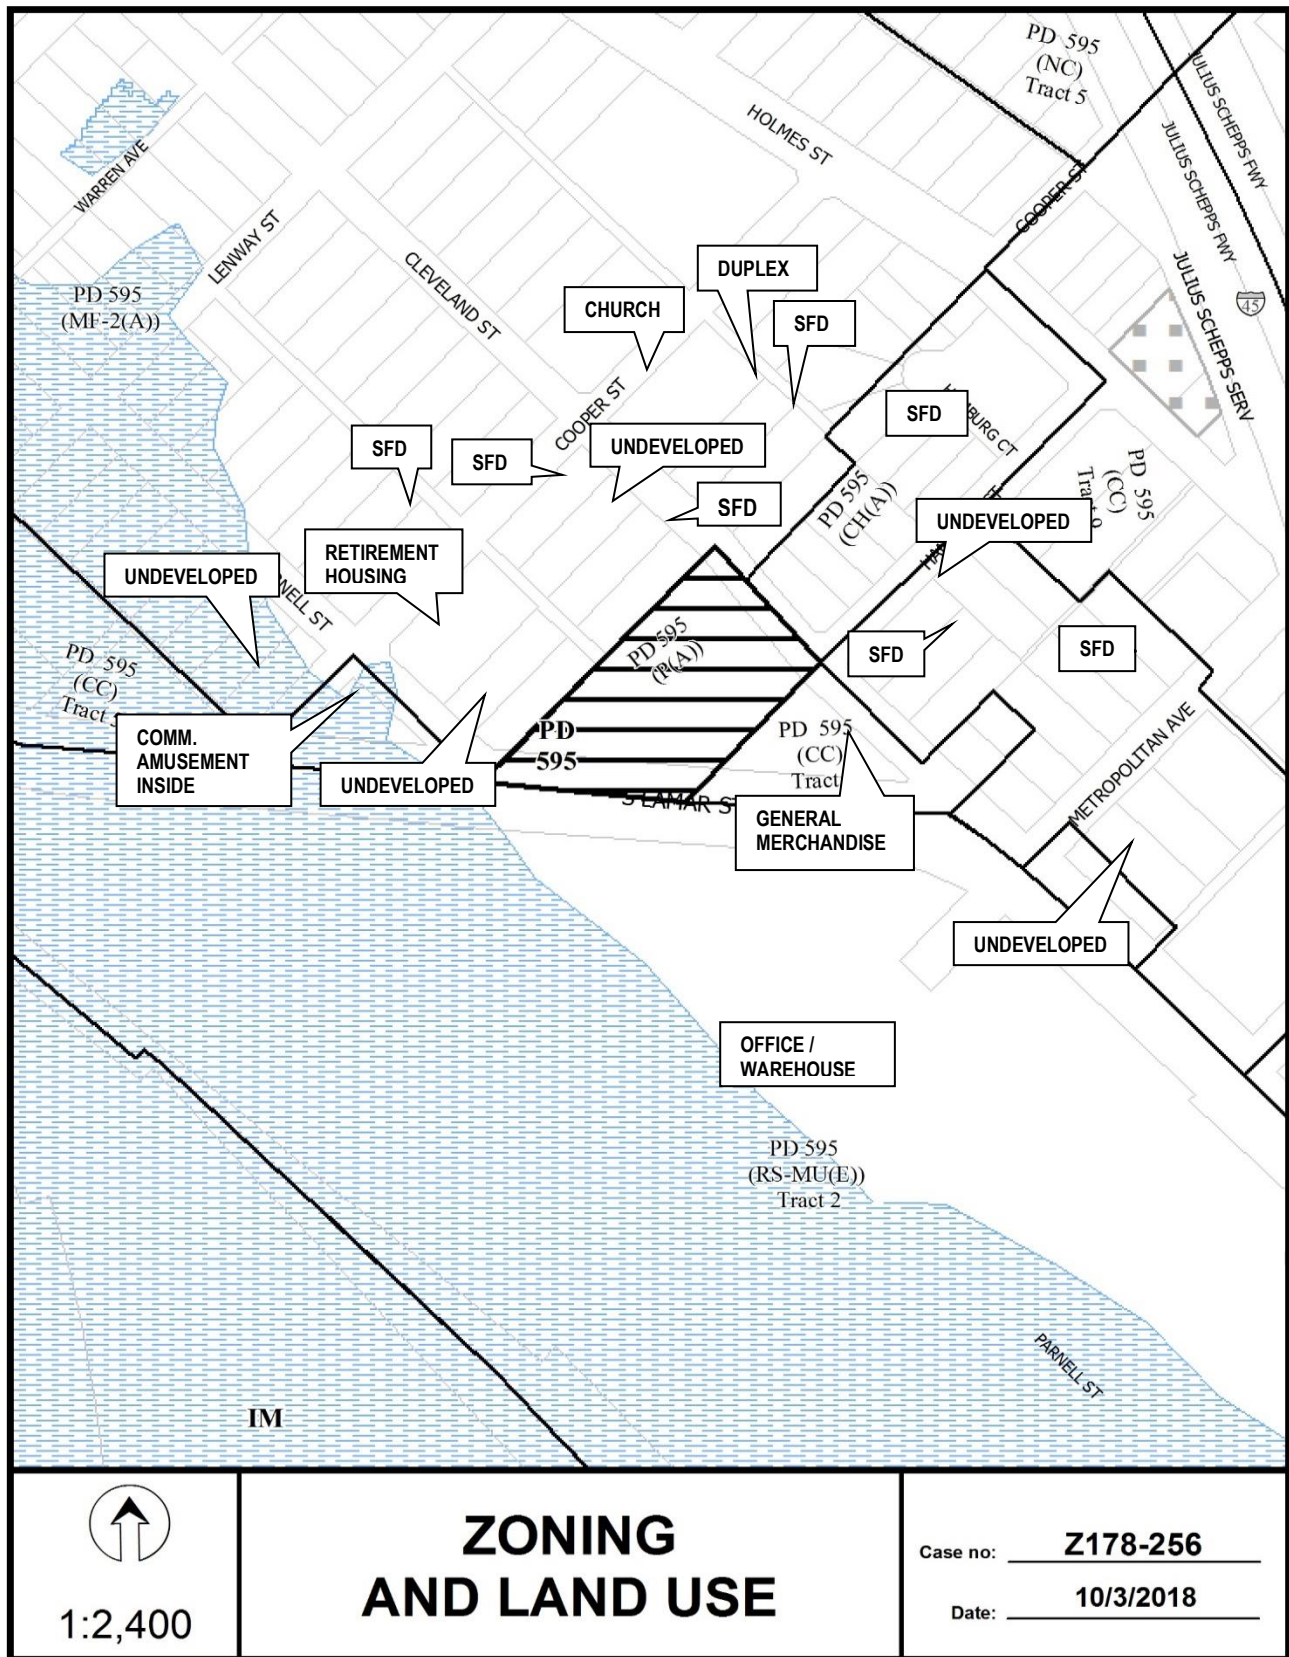 PD 595
(NC)
Tract 5
JULIUS SCHEPPS FWY
JULIUS SCHEPPS FWY
HOLMES ST
WARREN AVE
COOPER ST
LENWAY ST
CLEVELAND ST
JULIUS SCHEPPS SERV
45
PD 595
(MF-2(A))
DUPLEX
CHURCH
SFD
SFD
COOPER ST
SFD
SFD
UNDEVELOPED
PD 595
(CC)
PD 595
(CH(A))
SFD
UNDEVELOPED
RETIREMENT
HOUSING
UNDEVELOPED
SFD
SFD
PD 595
(CC)
Tract
PD 595
(P(A))
PD
595
METROPOLITAN AVE
PD 595
(CC)
Tract
COMM.
AMUSEMENT
INSIDE
UNDEVELOPED
S LAMAR S
GENERAL
MERCHANDISE
UNDEVELOPED
OFFICE /
WAREHOUSE
PD 595
(RS-MU(E))
Tract 2
PARNELL ST
IM
1:2,400
ZONING
AND LAND USE
Case no: Z178-256
Date: 10/3/2018